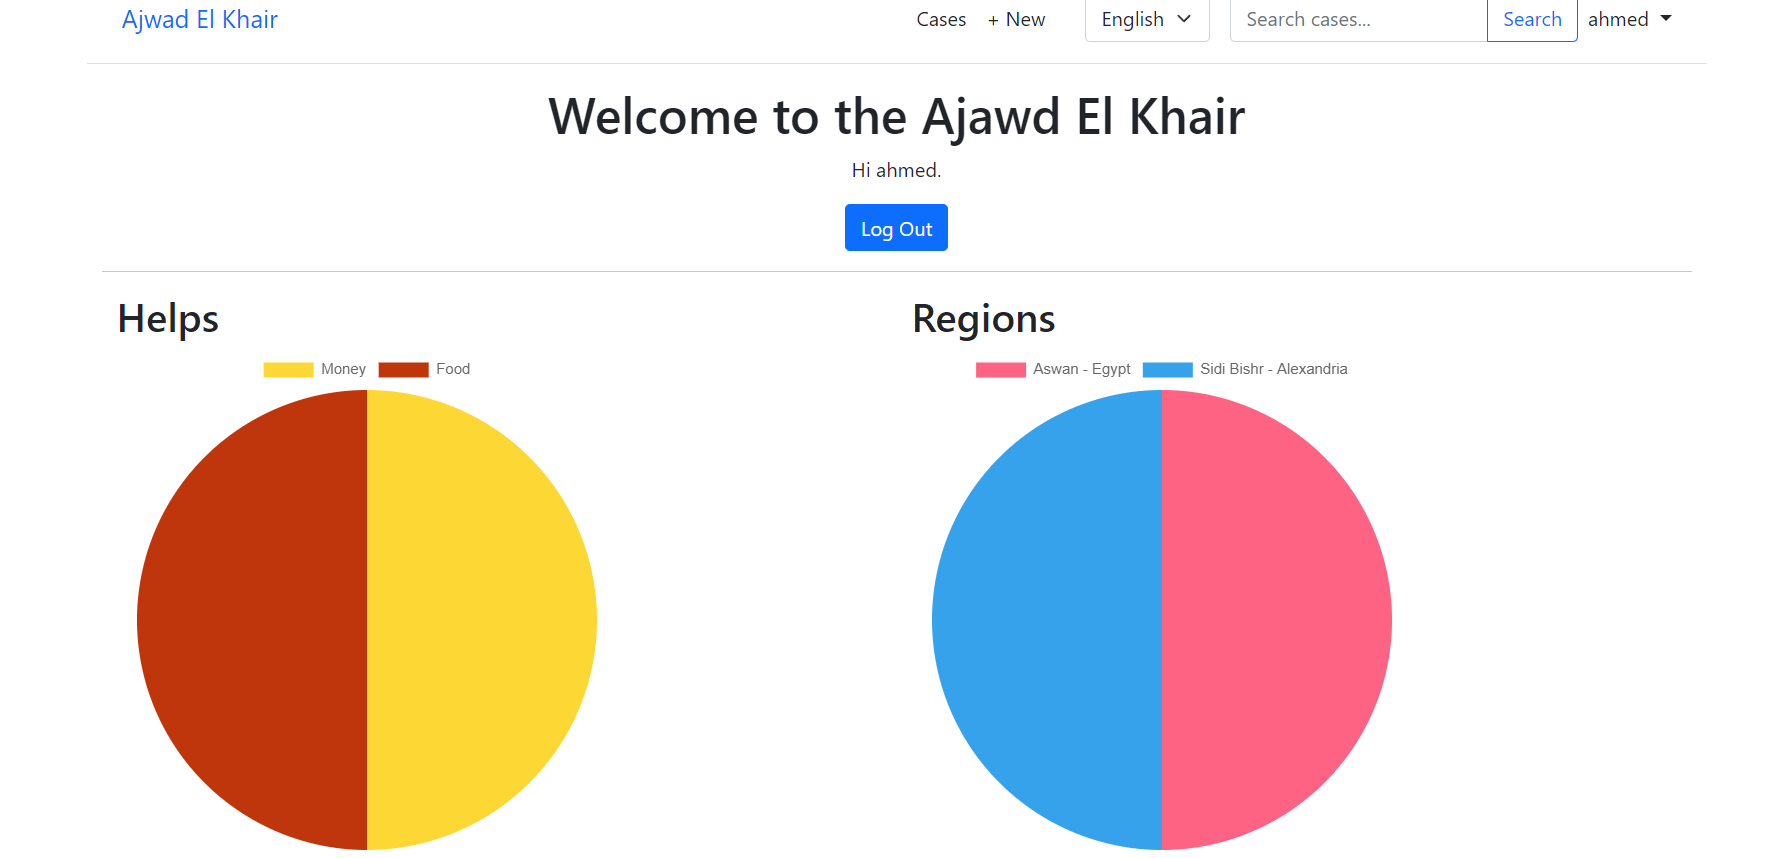 Ajwad El Khair Cases + New English Search cases... Search ahmed
Welcome to the Ajawd El Khair
Hi ahmed.
Log Out
Helps
Money Food
Regions
Aswan - Egypt Sidi Bishr - Alexandria